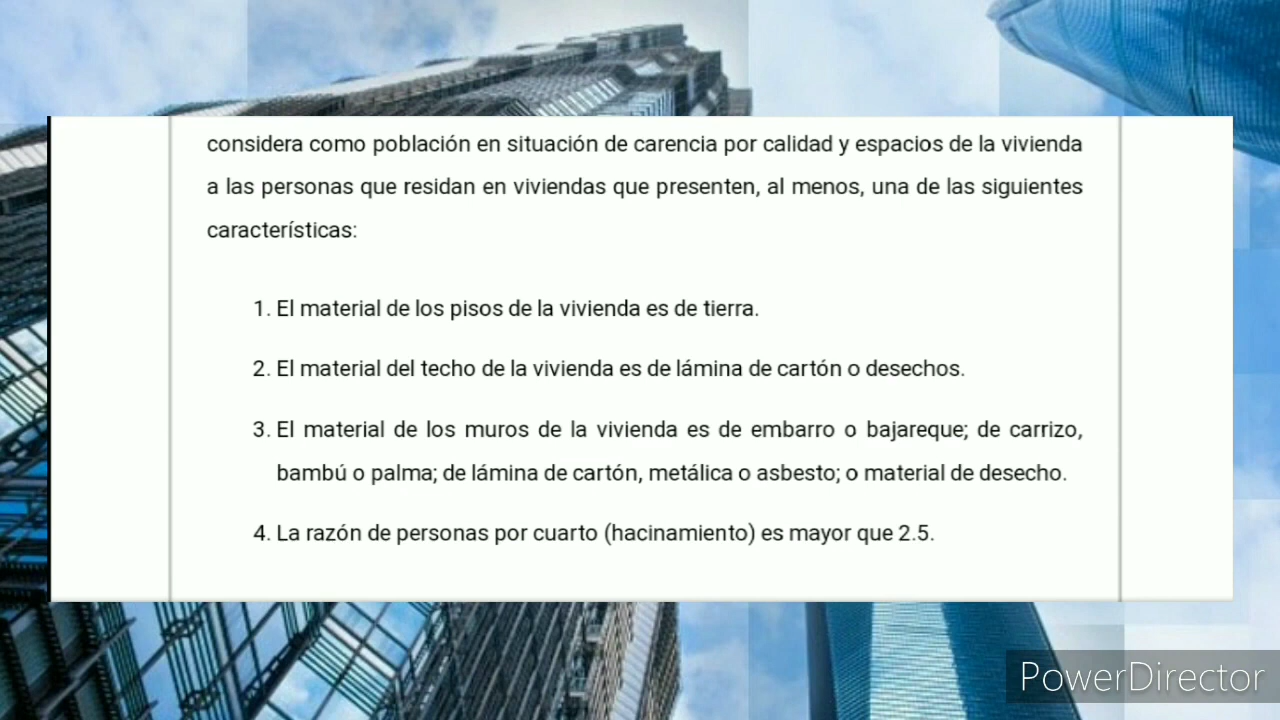 considera como población en situación de carencia por calidad y espacios de la vivienda
a las personas que residan en viviendas que presenten, al menos, una de las siguientes
características:
1. El material de los pisos de la vivienda es de tierra.
2. El material del techo de la vivienda es de lámina de cartón o desechos.
3. El material de los muros de la vivienda es de embarro o bajareque; de carrizo,
bambú o palma; de lámina de cartón, metálica o asbesto; o material de desecho.
4. La razón de personas por cuarto (hacinamiento) es mayor que 2.5.
PowerDirector